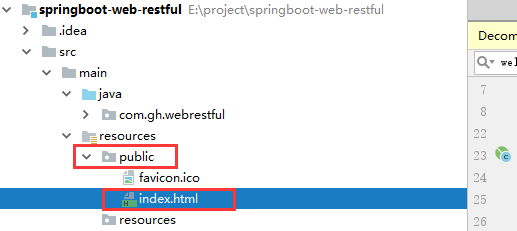 springboot-web-restful E:\project\springboot-web-restful
.idea
src
main
java
com.gh.webrestful
resources
public
favicon.ico
index.html
resources
Decom
wel
7
8
22
23
24
25
26